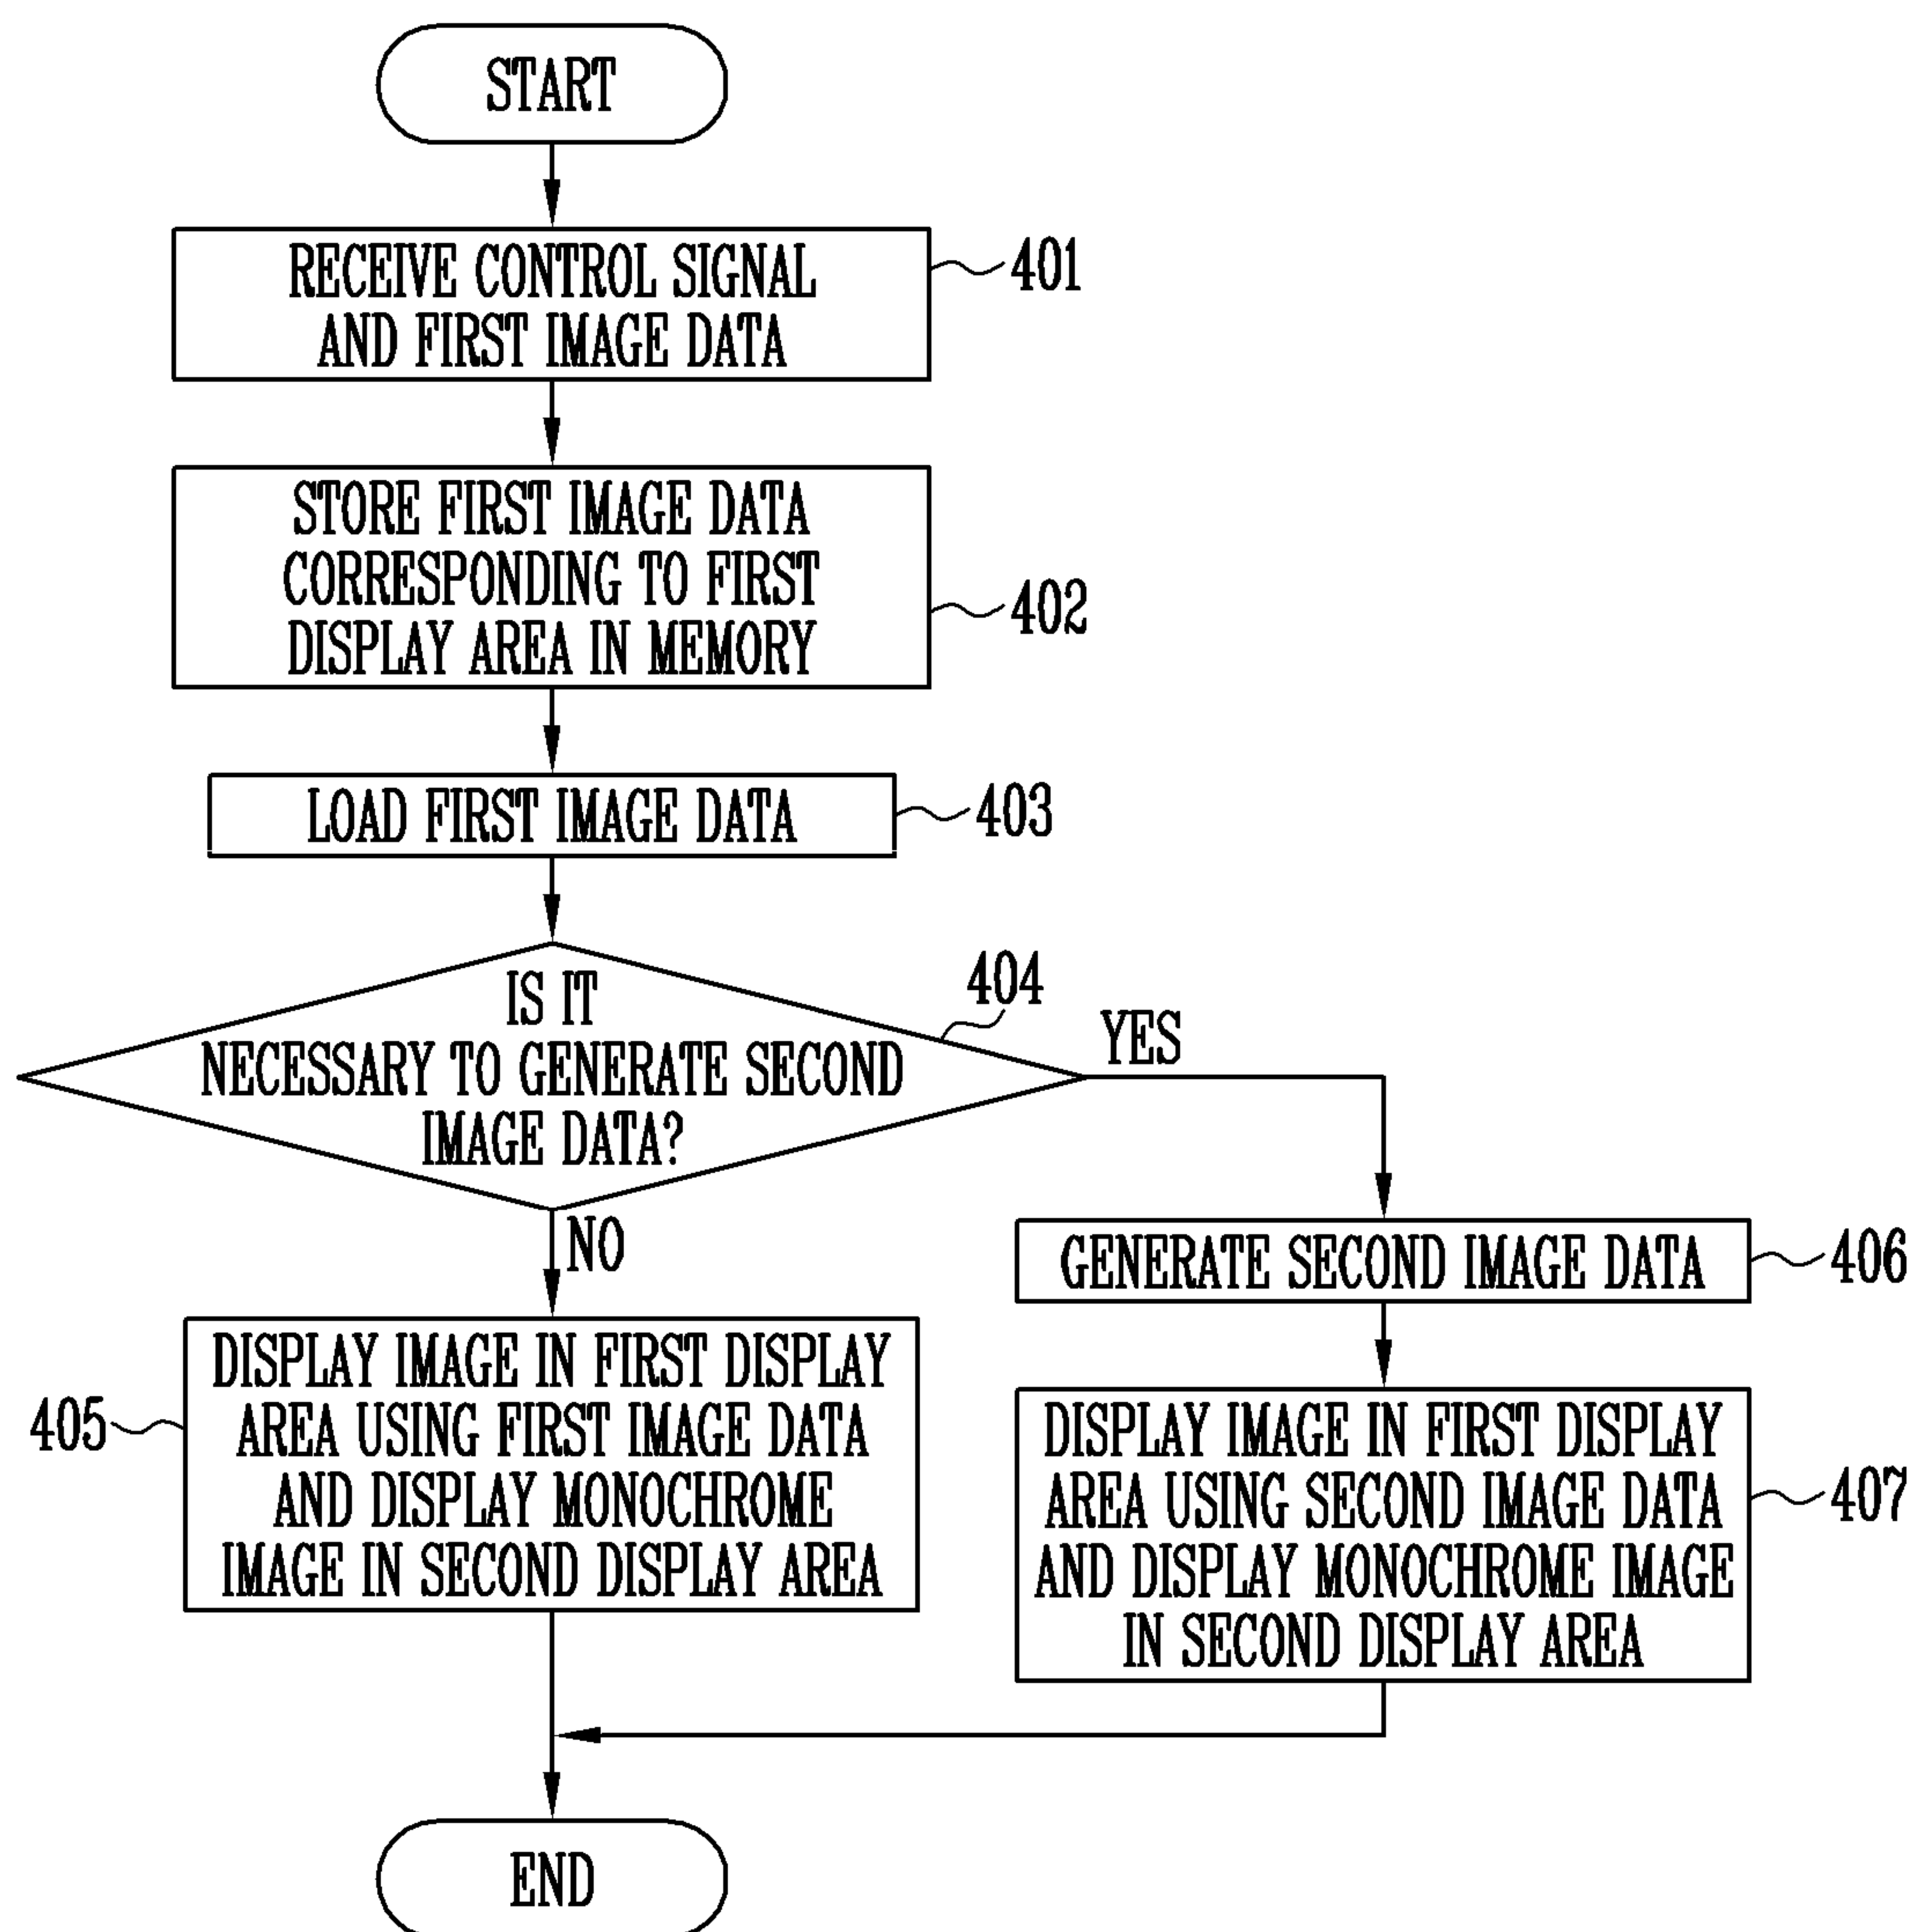 START
RECEIVE CONTROL SIGNAL
AND FIRST IMAGE DATA
401
STORE FIRST IMAGE DATA
CORRESPONDING TO FIRST
DISPLAY AREA IN MEMORY
402
LOAD FIRST IMAGE DATA
403
IS IT
NECESSARY TO GENERATE SECOND
IMAGE DATA?
404
YES
NO
GENERATE SECOND IMAGE DATA
406
405
DISPLAY IMAGE IN FIRST DISPLAY
AREA USING FIRST IMAGE DATA
AND DISPLAY MONOCHROME
IMAGE IN SECOND DISPLAY AREA
DISPLAY IMAGE IN FIRST DISPLAY
AREA USING SECOND IMAGE DATA
AND DISPLAY MONOCHROME IMAGE
IN SECOND DISPLAY AREA
407
END